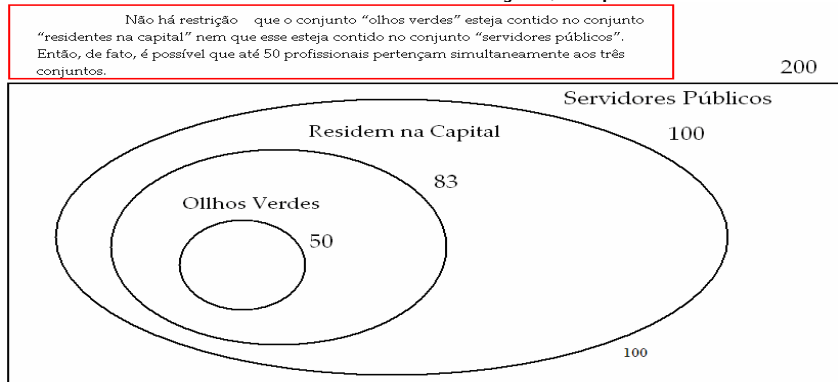 Não há restrição que o conjunto “olhos verdes” esteja contido no conjunto
“residentes na capital” nem que esse esteja contido no conjunto “servidores públicos”.
Então, de fato, é possível que até 50 profissionais pertençam simultaneamente aos três
conjuntos.
200
Servidores Públicos
100
Residem na Capital
83
Ollhos Verdes
50
100